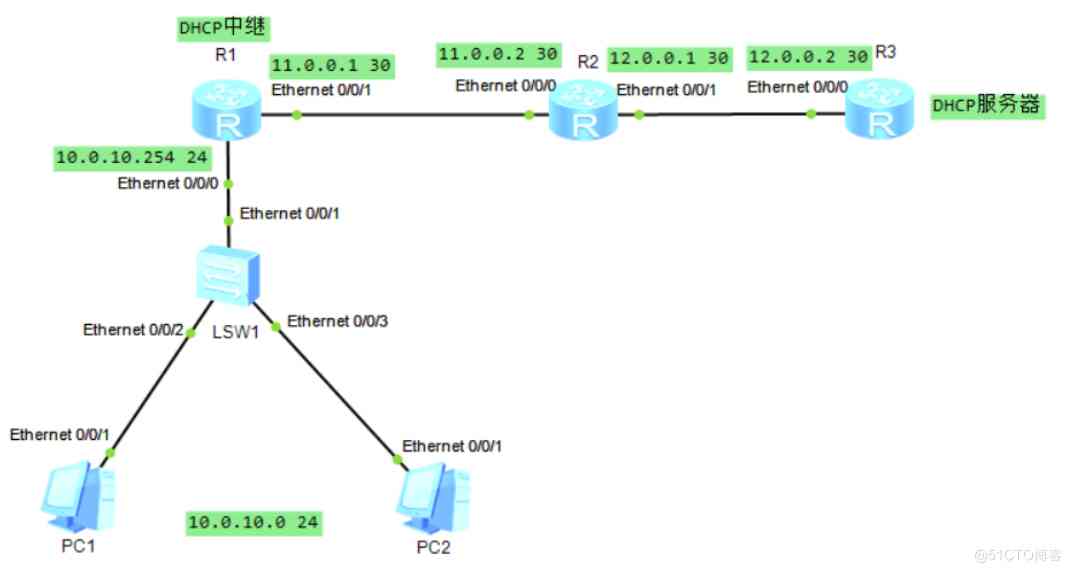 DHCP中继
R1
11.0.0.1 30
Ethernet 0/0/1
11.0.0.2 30
Ethernet 0/0/0
R2
12.0.0.1 30
Ethernet 0/0/1
12.0.0.2 30
Ethernet 0/0/0
R3
DHCP服务器
R
R
R
10.0.10.254 24
Ethernet 0/0/0
Ethernet 0/0/1
LSW1
Ethernet 0/0/2
Ethernet 0/0/3
Ethernet 0/0/1
Ethernet 0/0/1
PC1
10.0.10.0 24
PC2
@51CTO博客